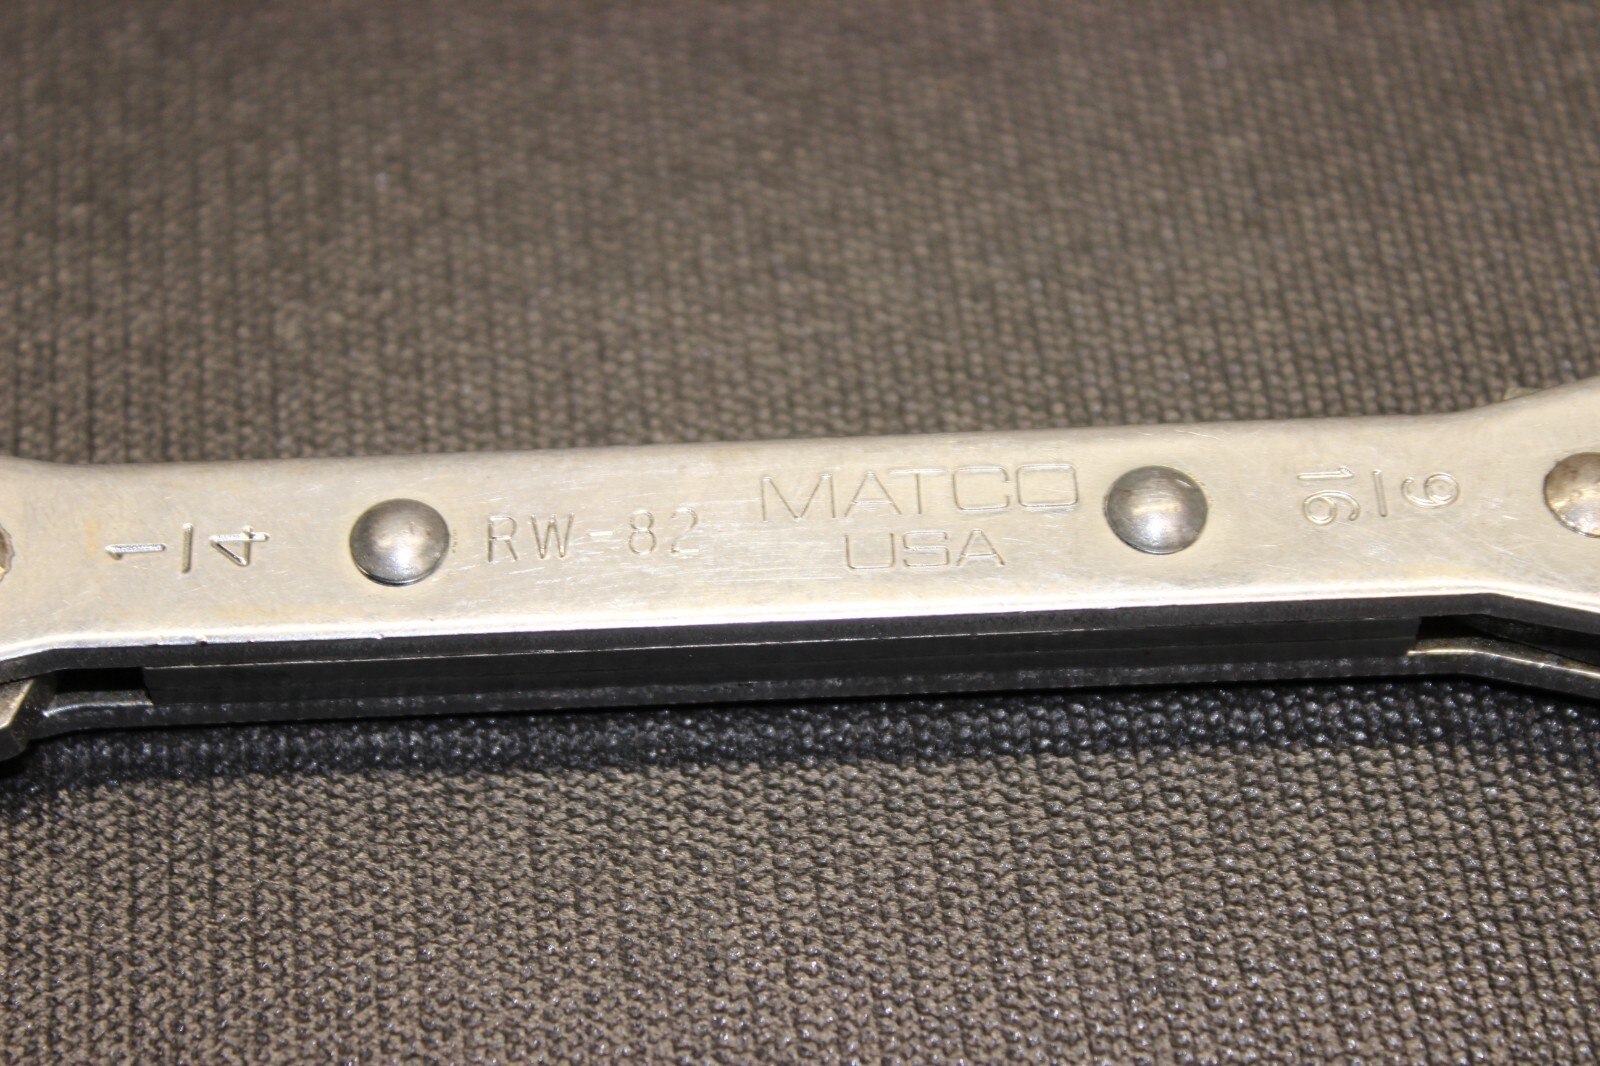 1/4
RW-82
MATCO
USA
9/16